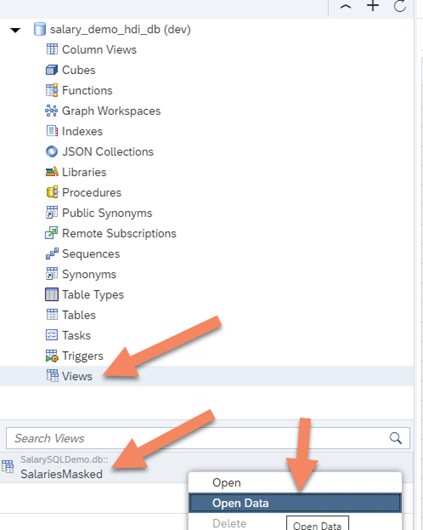 salary_demo_hdi_db (dev)
Column Views
Cubes
Functions
Graph Workspaces
Indexes
JSON Collections
Libraries
Procedures
Public Synonyms
Remote Subscriptions
Sequences
Synonyms
Table Types
Tables
Tasks
Triggers
Views
Search Views
SalarySQLDemo.db::
SalariesMasked
Open
Open Data
Delete
Open Data